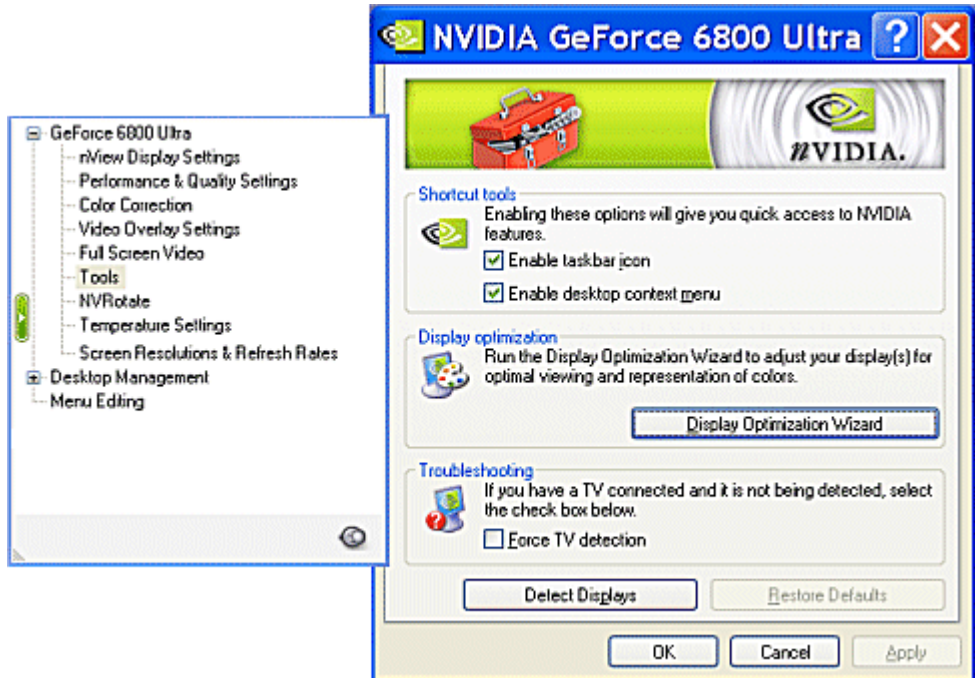 GeForce 6800 Ultra
nView Display Settings
Performance & Quality Settings
Color Correction
Video Overlay Settings
Full Screen Video
Tools
NVRotate
Temperature Settings
Screen Resolutions & Refresh Rates
Desktop Management
Menu Editing
NVIDIA GeForce 6800 Ultra
nVIDIA.
Shortcut tools
Enabling these options will give you quick access to NVIDIA
features.
Enable taskbar icon
Enable desktop context menu
Display optimization
Run the Display Optimization Wizard to adjust your display(s) for
optimal viewing and representation of colors.
Display Optimization Wizard
Troubleshooting
If you have a TV connected and it is not being detected, select
the check box below.
Force TV detection
Detect Displays
Restore Defaults
OK
Cancel
Apply